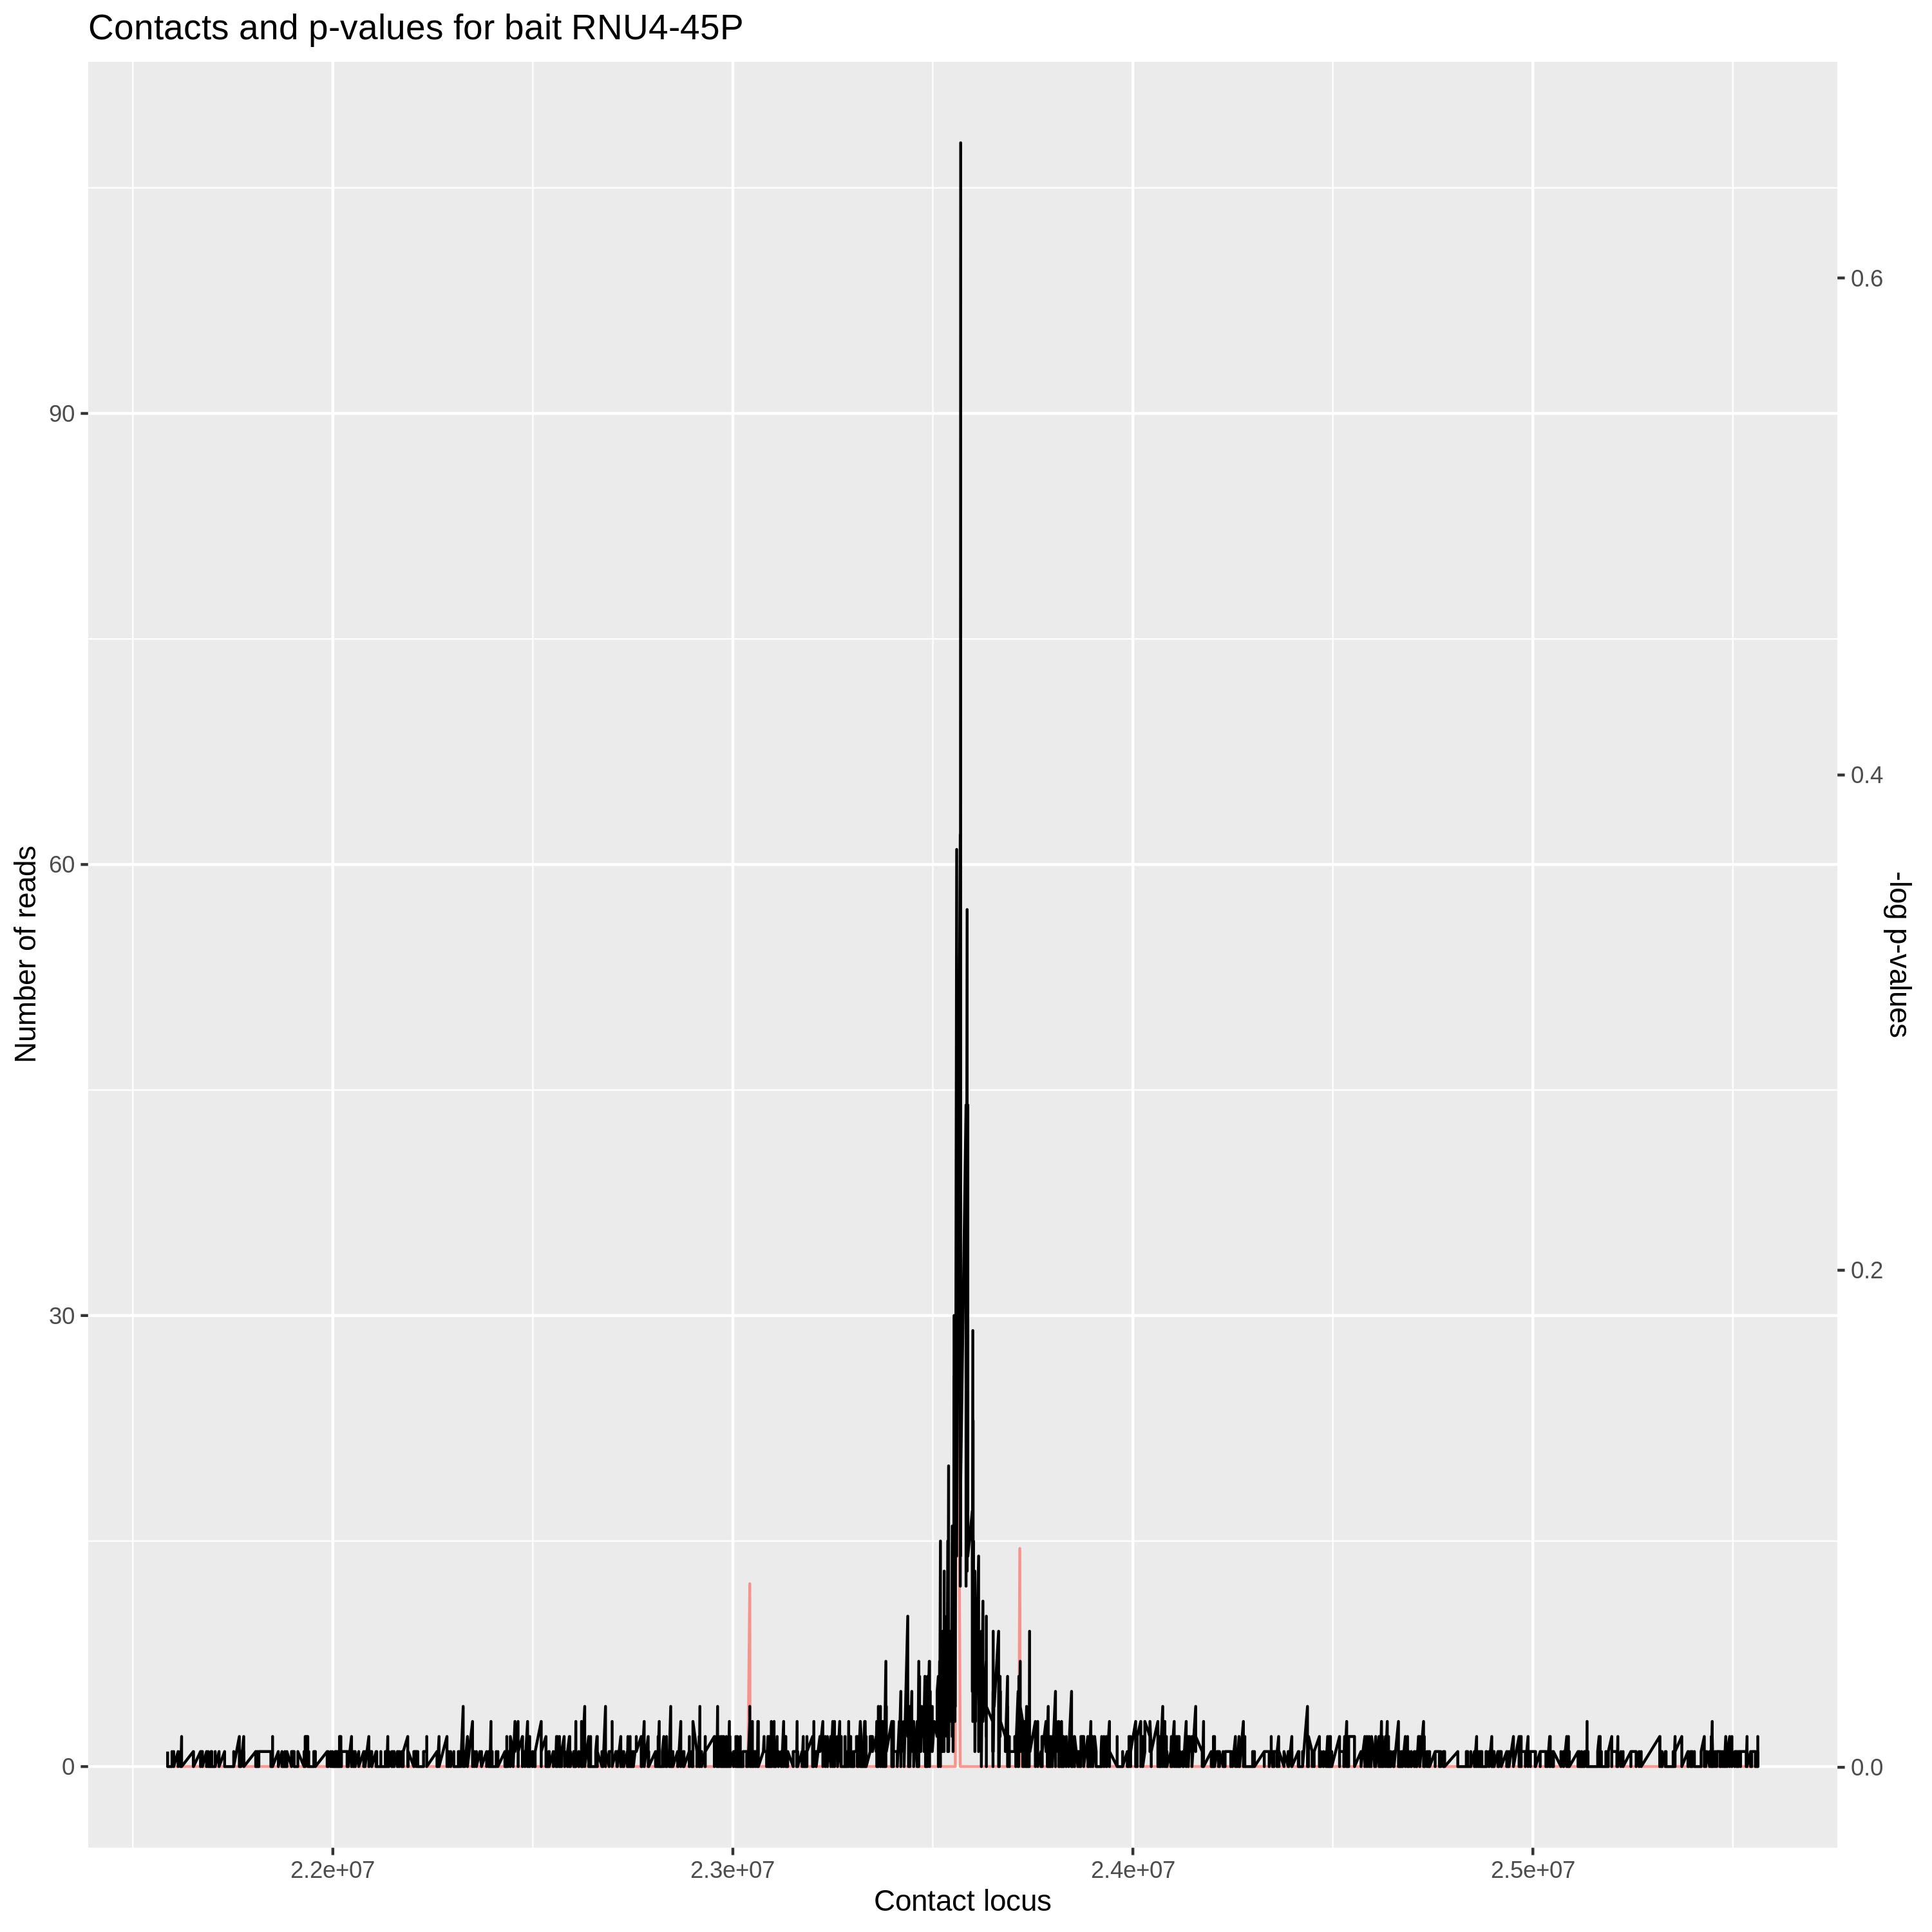 Contacts and p-values for bait RNU4-45P
90
60
30
0
Number of reads
0.6
0.4
0.2
0.0
-log p-values
2.2e+07
2.3e+07
2.4e+07
2.5e+07
Contact locus